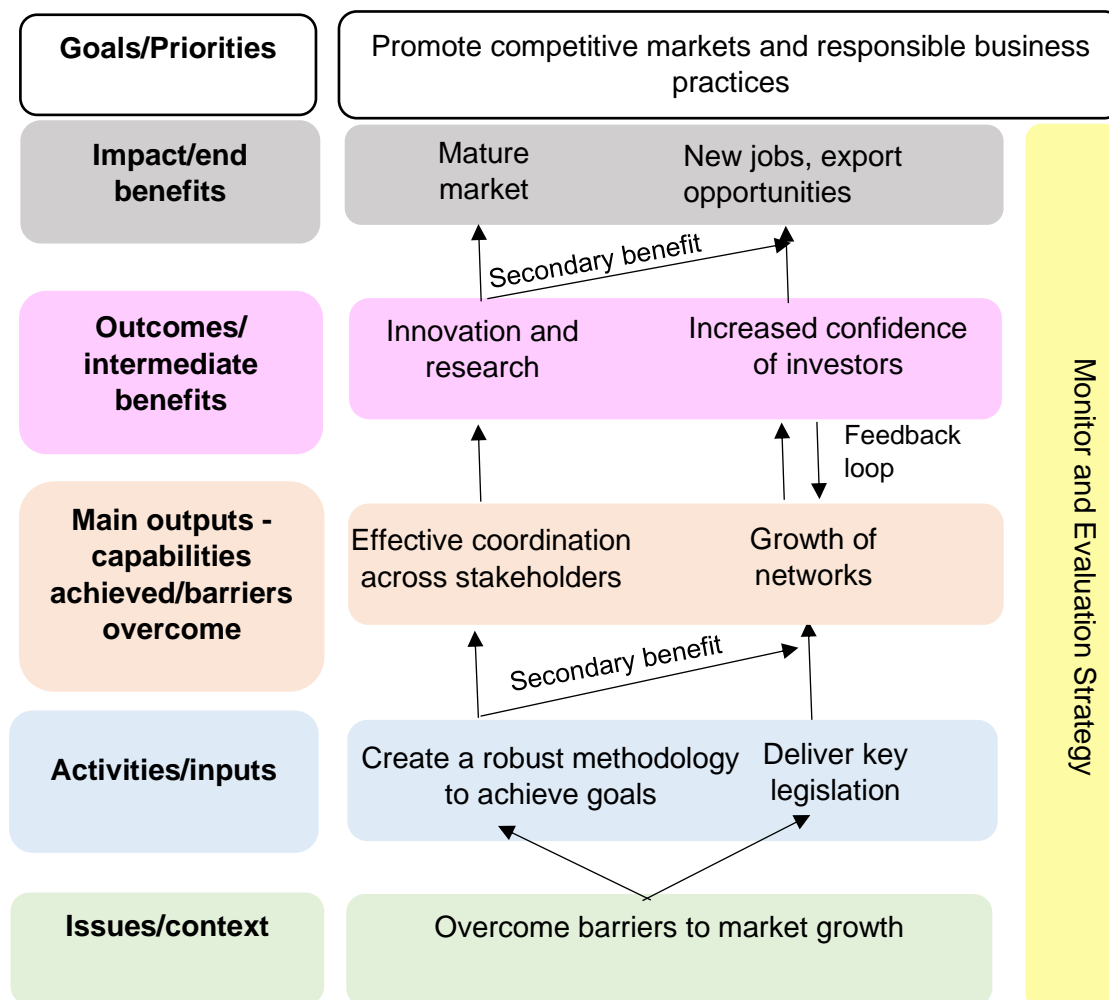 Goals/Priorities
Promote competitive markets and responsible business
practices
Impact/end
benefits
Mature
market
New jobs, export
opportunities
Secondary benefit
Outcomes/
intermediate
benefits
Innovation and
research
Increased confidence
of investors
Feedback
loop
Main outputs -
capabilities
achieved/barriers
overcome
Effective coordination
across stakeholders
Growth of
networks
Secondary benefit
Activities/inputs
Create a robust methodology
to achieve goals
Deliver key
legislation
Issues/context
Overcome barriers to market growth
Monitor and Evaluation Strategy